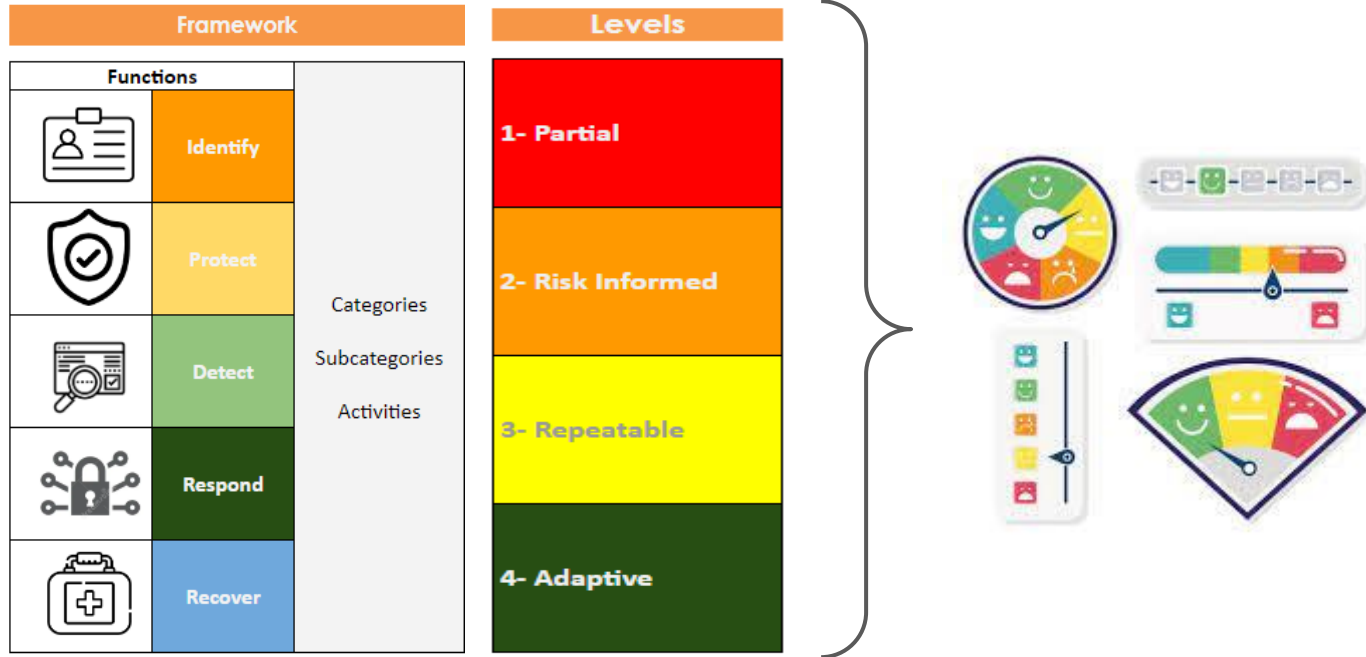 Framework
Levels
Functions
Identify
Protect
Detect
Respond
Recover
Categories
Subcategories
Activities
1- Partial
2- Risk Informed
3- Repeatable
4- Adaptive